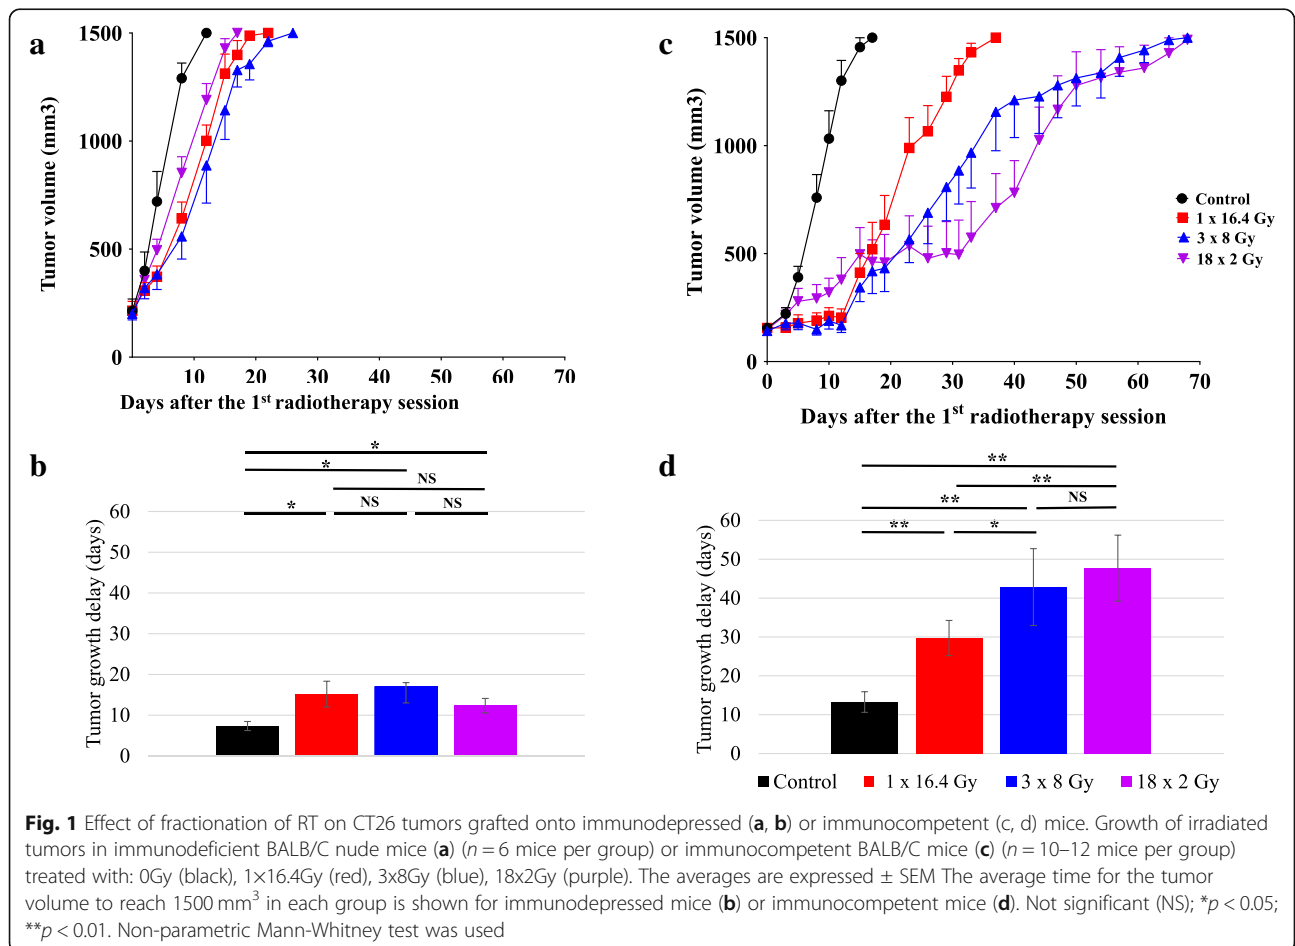 a
1500
1000
500
0
Tumor volume (mm3)
10 20 30 40 50 60 70
Days after the 1st radiotherapy session
c
1500
1000
500
0
Tumor volume (mm3)
0 10 20 30 40 50 60 70
Days after the 1st radiotherapy session
Control
1 x 16.4 Gy
3 x 8 Gy
18 x 2 Gy
b
*
*
NS
* NS NS
60
50
40
30
20
10
0
Tumor growth delay (days)
d
**
**
** NS
** *
60
50
40
30
20
10
0
Tumor growth delay (days)
Control 1 x 16.4 Gy 3 x 8 Gy 18 x 2 Gy
Fig. 1 Effect of fractionation of RT on CT26 tumors grafted onto immunodepressed (a, b) or immunocompetent (c, d) mice. Growth of irradiated
tumors in immunodeficient BALB/C nude mice (a) (n = 6 mice per group) or immunocompetent BALB/C mice (c) (n = 10–12 mice per group)
treated with: 0Gy (black), 1×16.4Gy (red), 3x8Gy (blue), 18x2Gy (purple). The averages are expressed ± SEM The average time for the tumor
volume to reach 1500 mm3 in each group is shown for immunodepressed mice (b) or immunocompetent mice (d). Not significant (NS); *p < 0.05;
**p < 0.01. Non-parametric Mann-Whitney test was used